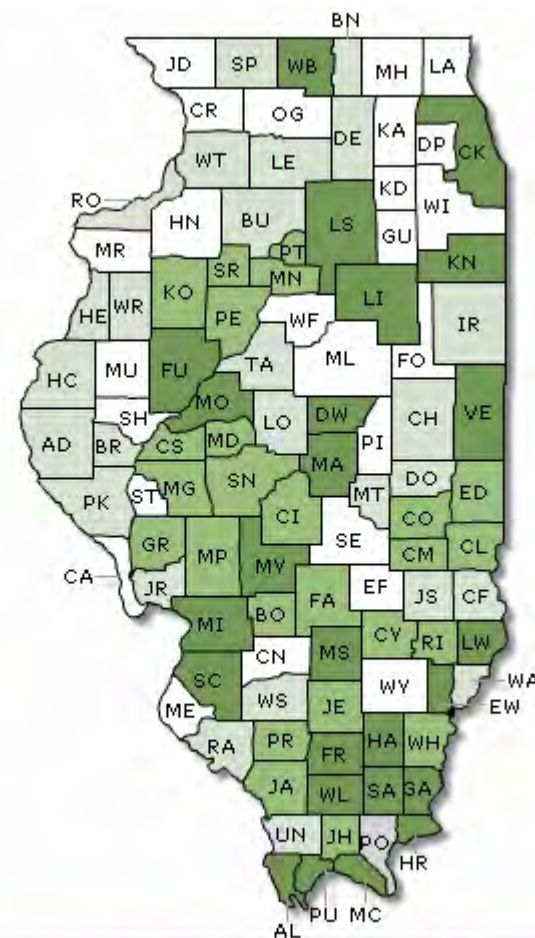 BN
JD SP WB MH LA
CR OG KA
DE DP CK
WT LE
RO KD WI
HN BU LS GU
MR PT KN
SR MN
KO LI
HE WR PE WF IR
TA ML FO
HC MU FU
MO
SH LO DW CH VE
AD BR CS MD PI
MA
PK ST MG SN MT DO ED
CI CO
GR MP SE CM CL
CA JR MV EF
FA JS CF
MI BO
CN MS CY RI LW
SC WA
ME WS WY EW
JE
RA PR FR HA WH
JA WL SA GA
UN JH PO
HR
AL PU MC